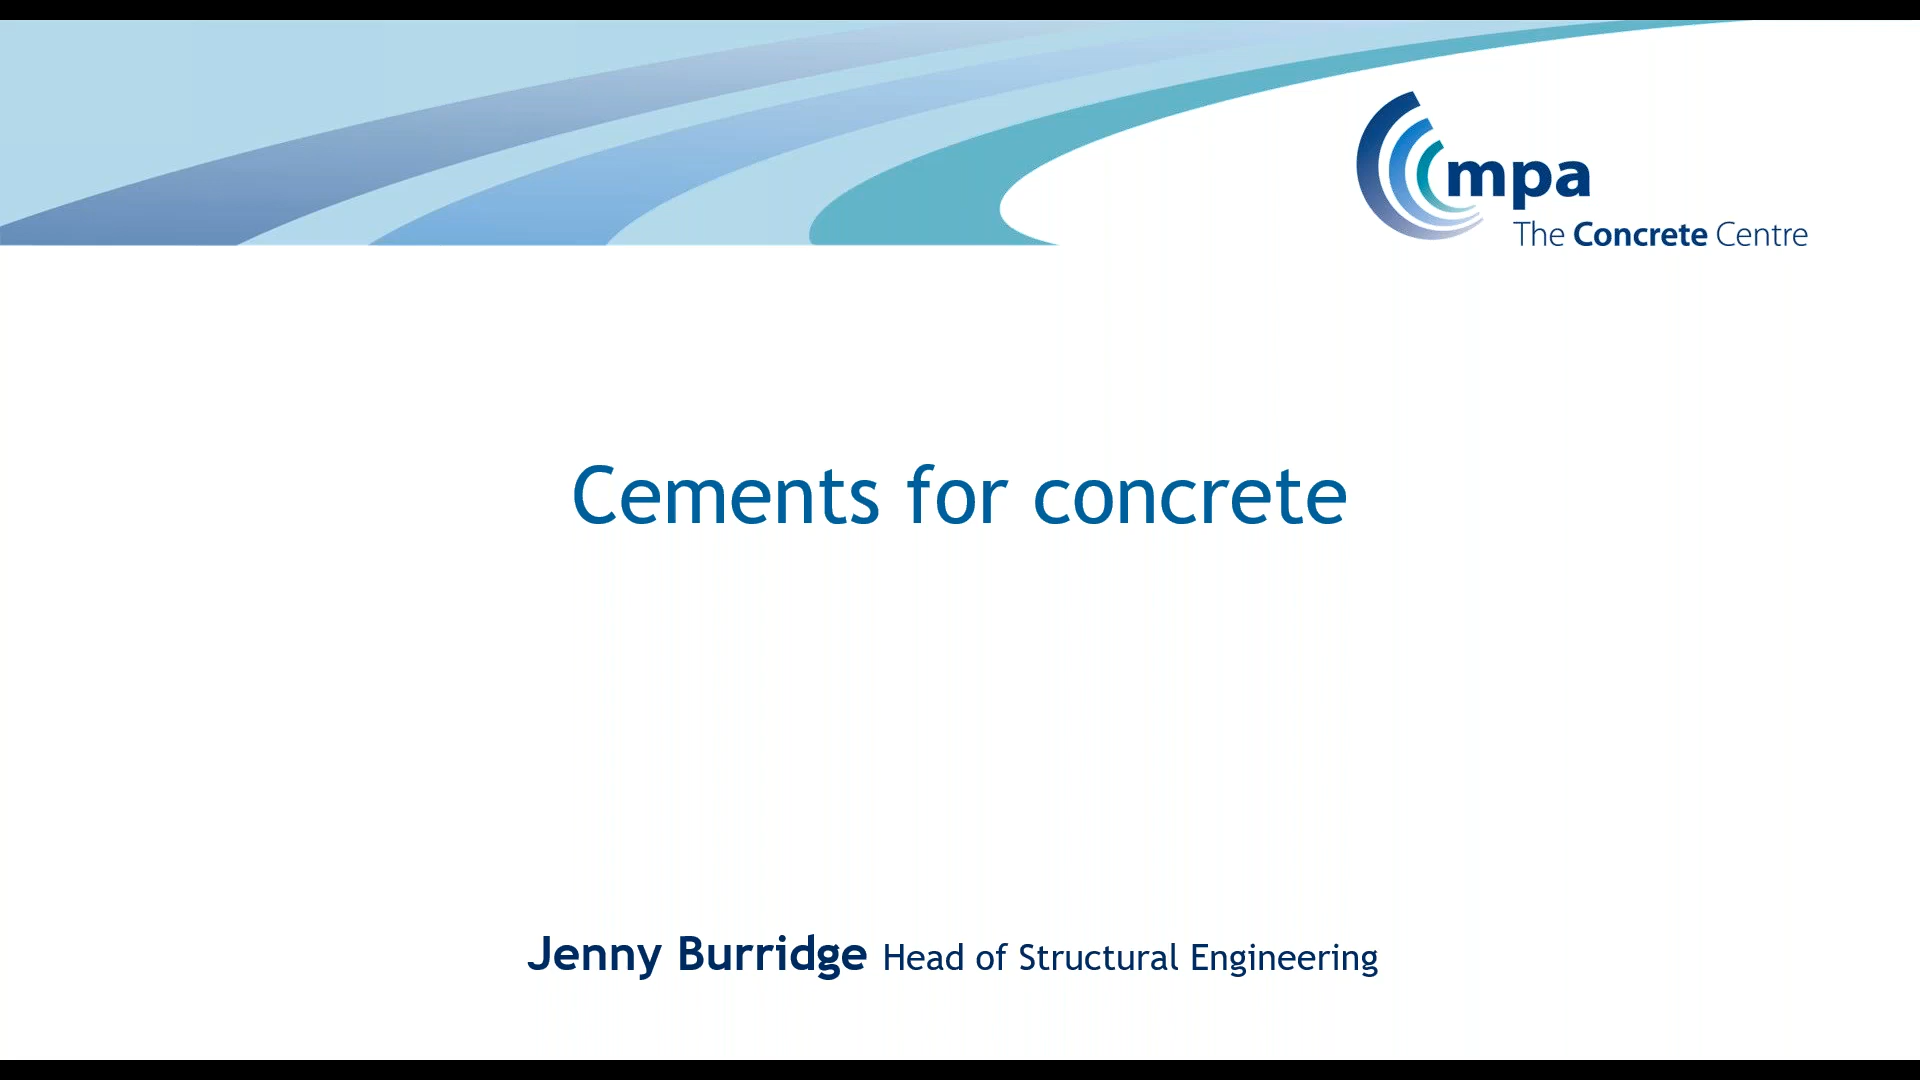 mpa
The Concrete Centre
Cements for concrete
Jenny Burridge Head of Structural Engineering